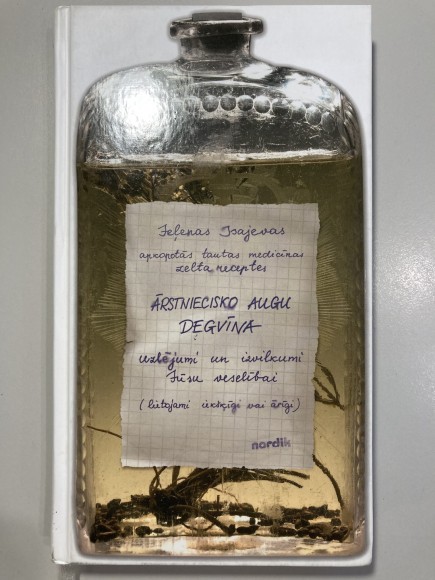 Jeļenas Isajevas
apkopotās tautas medicīnas
zelta receptes
ĀRSTNIECISKO AUGU
DEGVĪNA
uzlējumi un izvilkumi
Jūsu veselībai
(lietojami iekšķīgi vai ārīgi)
nordik